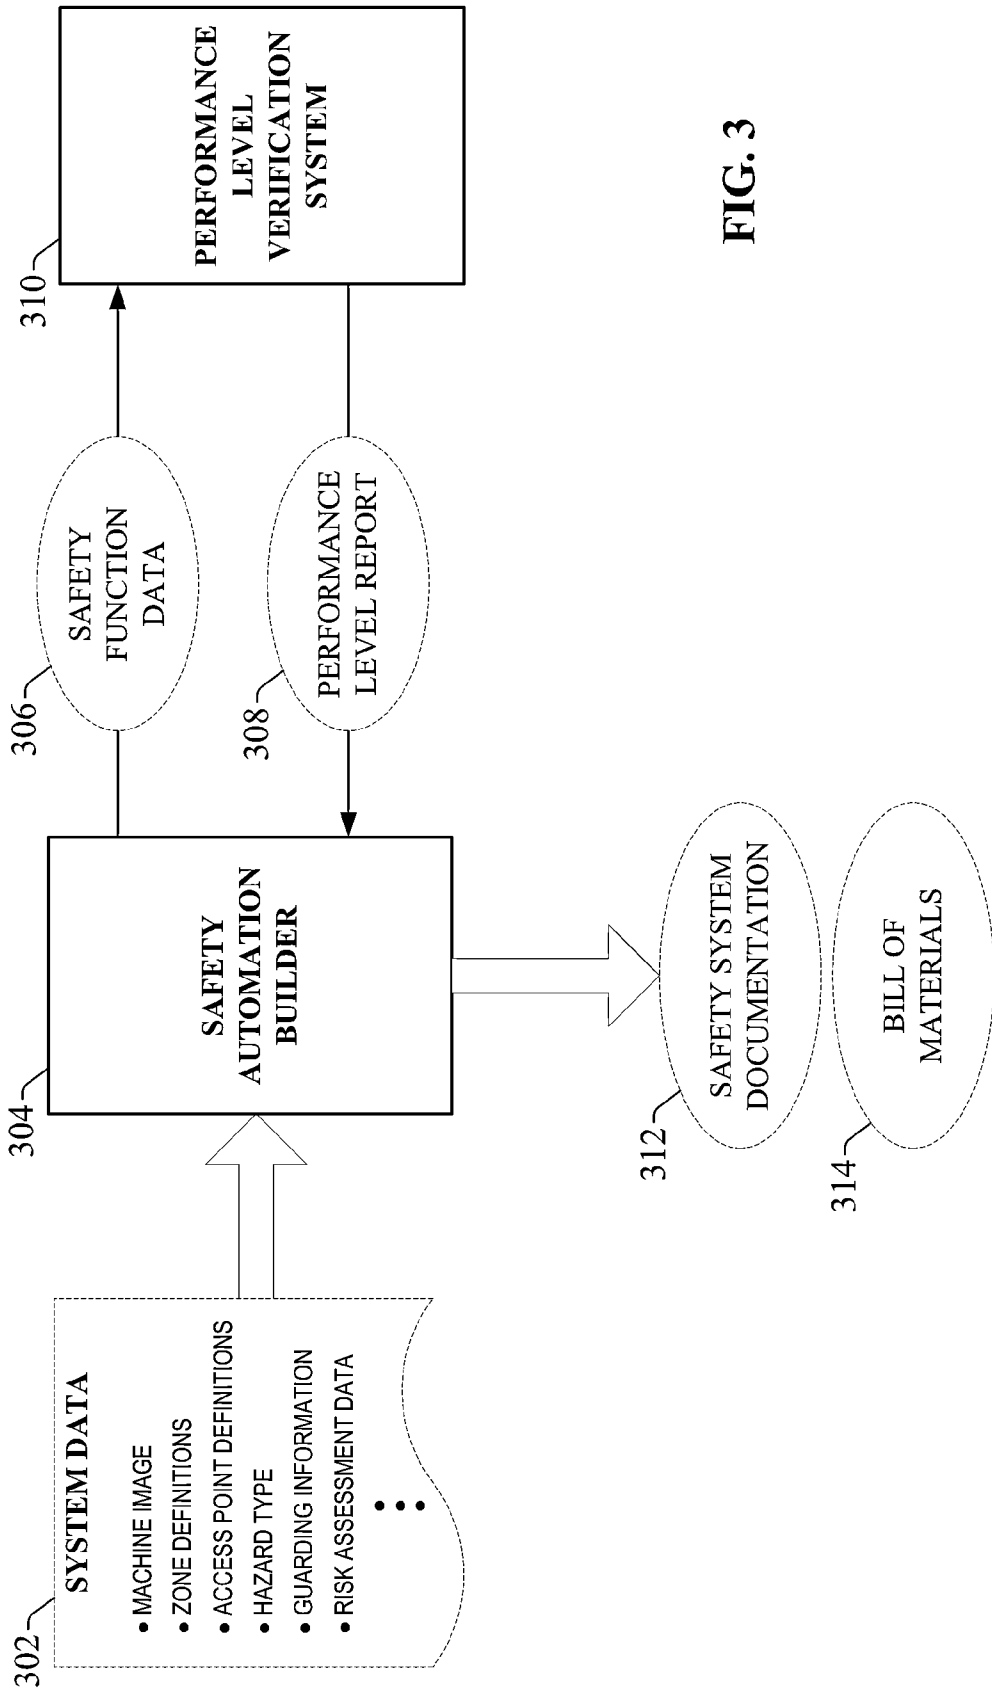 302
SYSTEM DATA
• MACHINE IMAGE
• ZONE DEFINITIONS
• ACCESS POINT DEFINITIONS
• HAZARD TYPE
• GUARDING INFORMATION
• RISK ASSESSMENT DATA
304
SAFETY
AUTOMATION
BUILDER
306
SAFETY
FUNCTION
DATA
308
PERFORMANCE
LEVEL REPORT
310
PERFORMANCE
LEVEL
VERIFICATION
SYSTEM
312
SAFETY SYSTEM
DOCUMENTATION
314
BILL OF
MATERIALS
FIG. 3